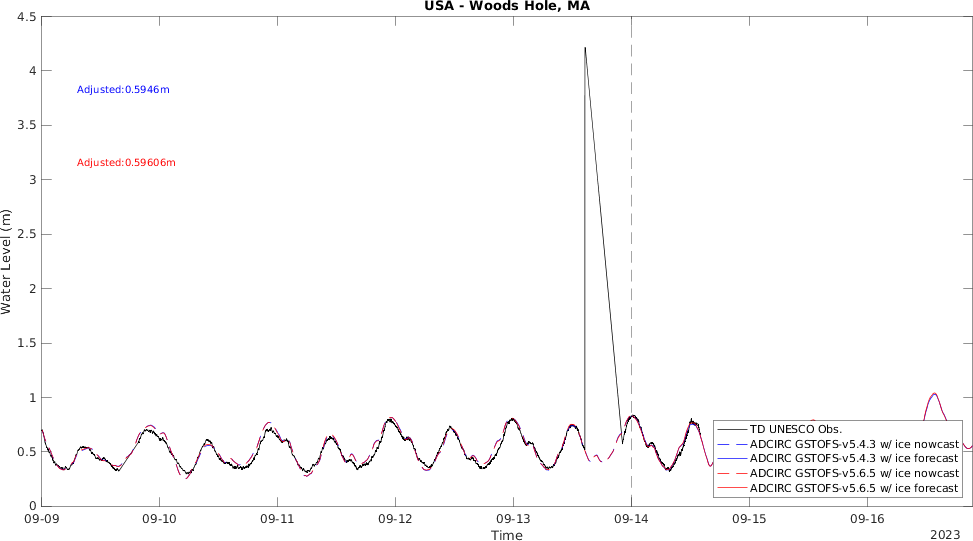 USA - Woods Hole, MA
4.5
4
3.5
3
2.5
2
1.5
1
0.5
0
Water Level (m)
Adjusted:0.5946m
Adjusted:0.59606m
TD UNESCO Obs.
ADCIRC GSTOFS-v5.4.3 w/ ice nowcast
ADCIRC GSTOFS-v5.4.3 w/ ice forecast
ADCIRC GSTOFS-v5.6.5 w/ ice nowcast
ADCIRC GSTOFS-v5.6.5 w/ ice forecast
09-09 09-10 09-11 09-12 09-13 09-14 09-15 09-16
Time
2023